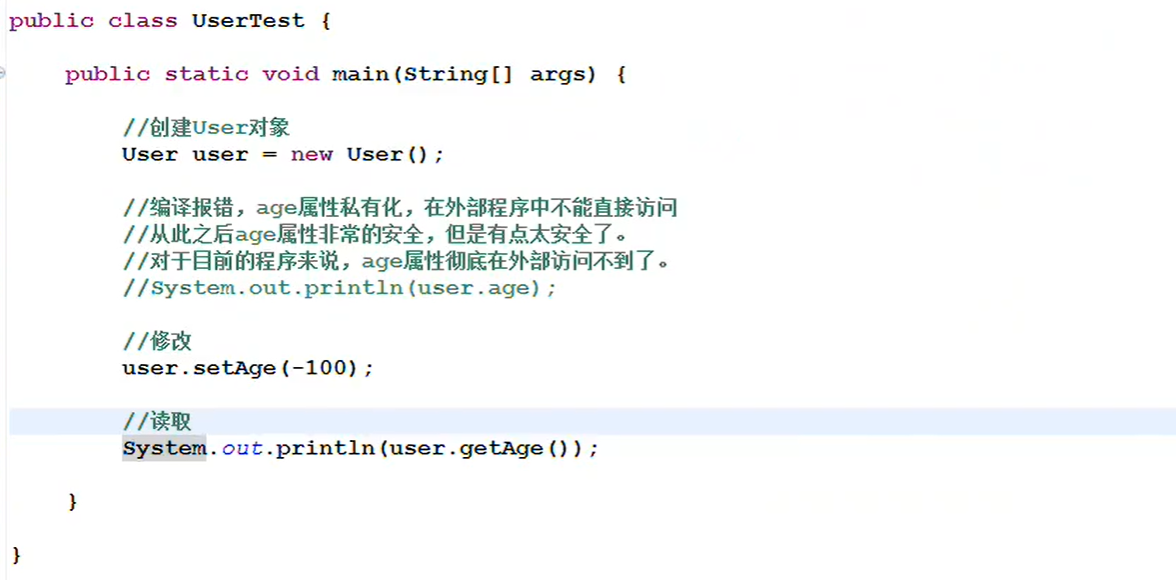 public class UserTest {
public static void main(String[] args) {
//创建User对象
User user = new User();
//编译报错，age属性私有化，在外部程序中不能直接访问
//从此之后age属性非常的安全，但是有点太安全了。
//对于目前的程序来说，age属性彻底在外部访问不到了。
//System.out.println(user.age);
//修改
user.setAge(-100);
//读取
System.out.println(user.getAge());
}
}